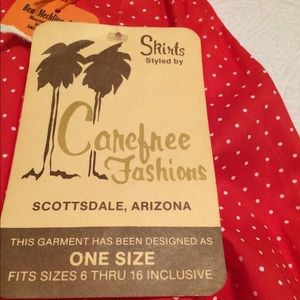 Skirts
Styled by
Carefree
Fashions
SCOTTSDALE, ARIZONA
THIS GARMENT HAS BEEN DESIGNED AS
ONE SIZE
FITS SIZES 6 THRU 16 INCLUSIVE